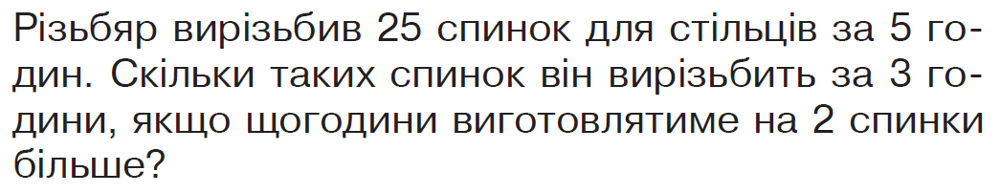 Різьбяр вирізьбив 25 спинок для стільців за 5 го-
дин. Скільки таких спинок він вирізьбить за 3 го-
дини, якщо щогодини виготовлятиме на 2 спинки
більше?